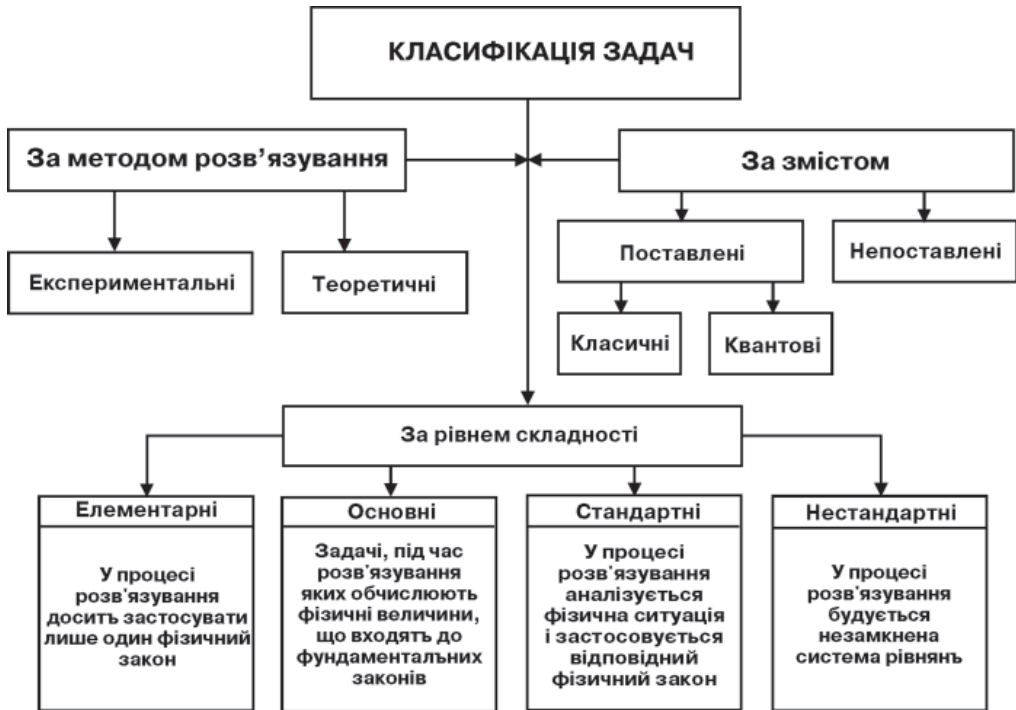 КЛАСИФІКАЦІЯ ЗАДАЧ
За методом розв’язування
За змістом
Експериментальні
Теоретичні
Поставлені
Непоставлені
Класичні
Квантові
За рівнем складності
Елементарні
У процесі
розв’язування
досить застосувати
лише один фізичний
закон
Основні
Задачі, під час
розв’язування
яких обчислюють
фізичні величини,
що входять до
фундаментальних
законів
Стандартні
У процесі
розв’язування
аналізується
фізична ситуація
і застосовується
відповідний
фізичний закон
Нестандартні
У процесі
розв’язування
будується
незамкнена
система рівнянь